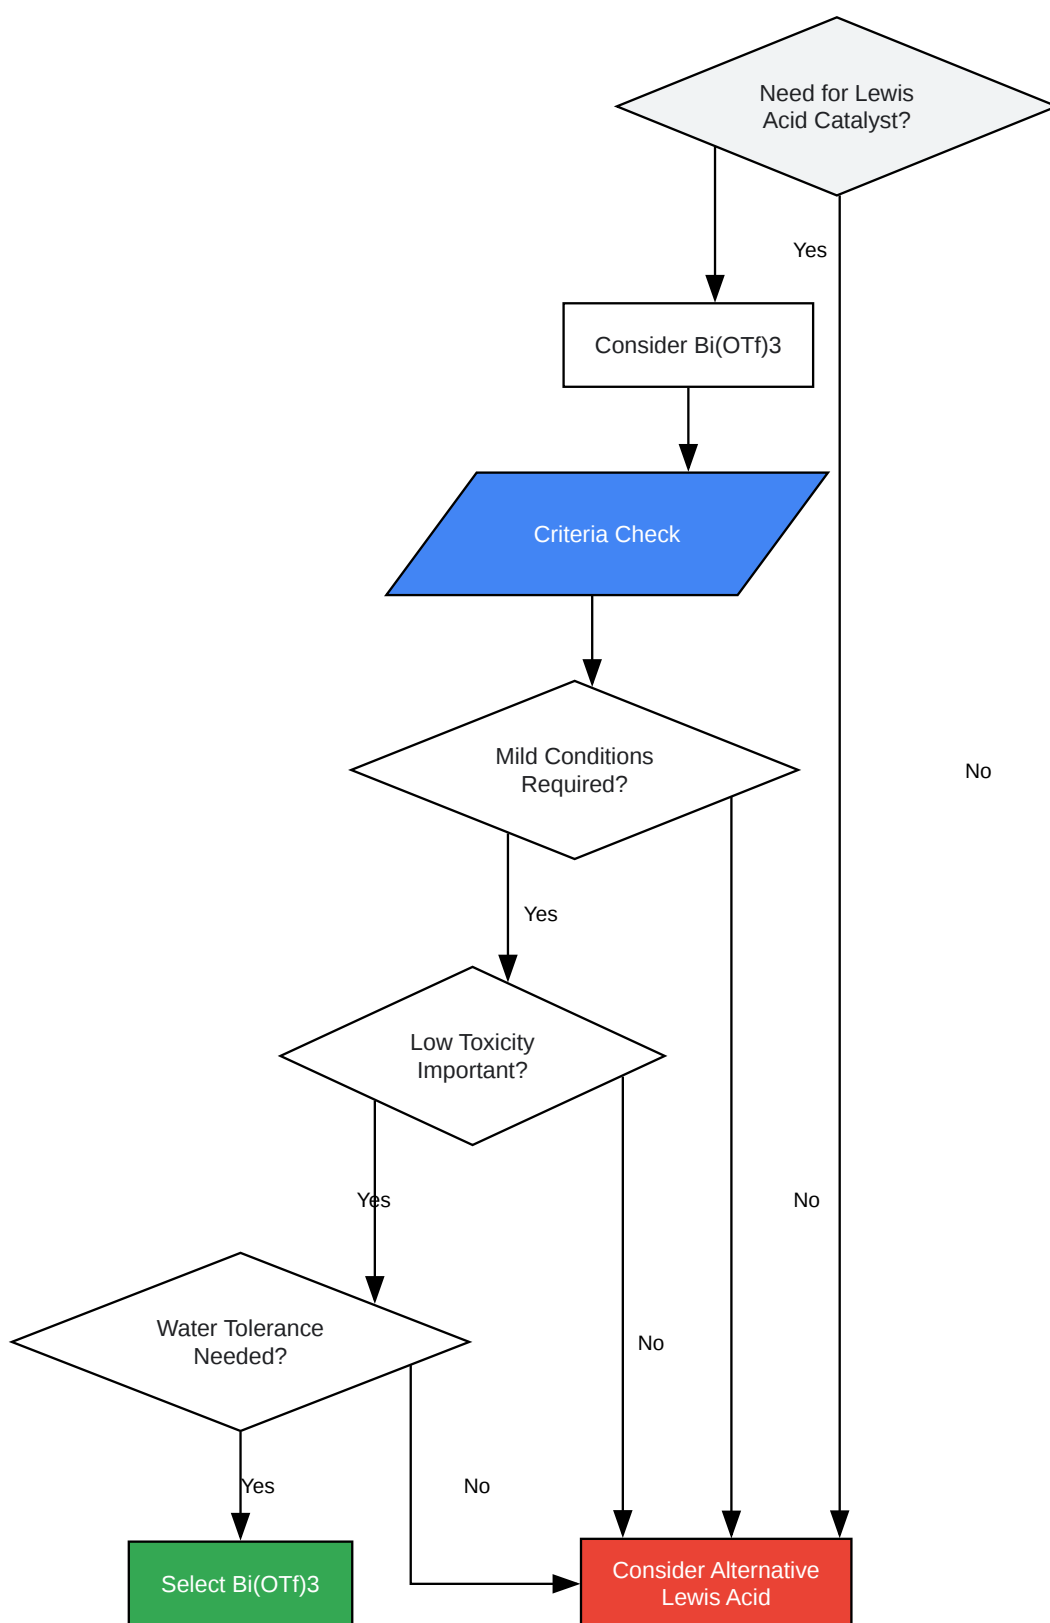 Need for Lewis
Acid Catalyst?
Yes
Consider Bi(OTf)3
Criteria Check
Mild Conditions
Required?
No
Yes
Low Toxicity
Important?
Yes
No
Water Tolerance
Needed?
No
Yes
No
Select Bi(OTf)3
Consider Alternative
Lewis Acid